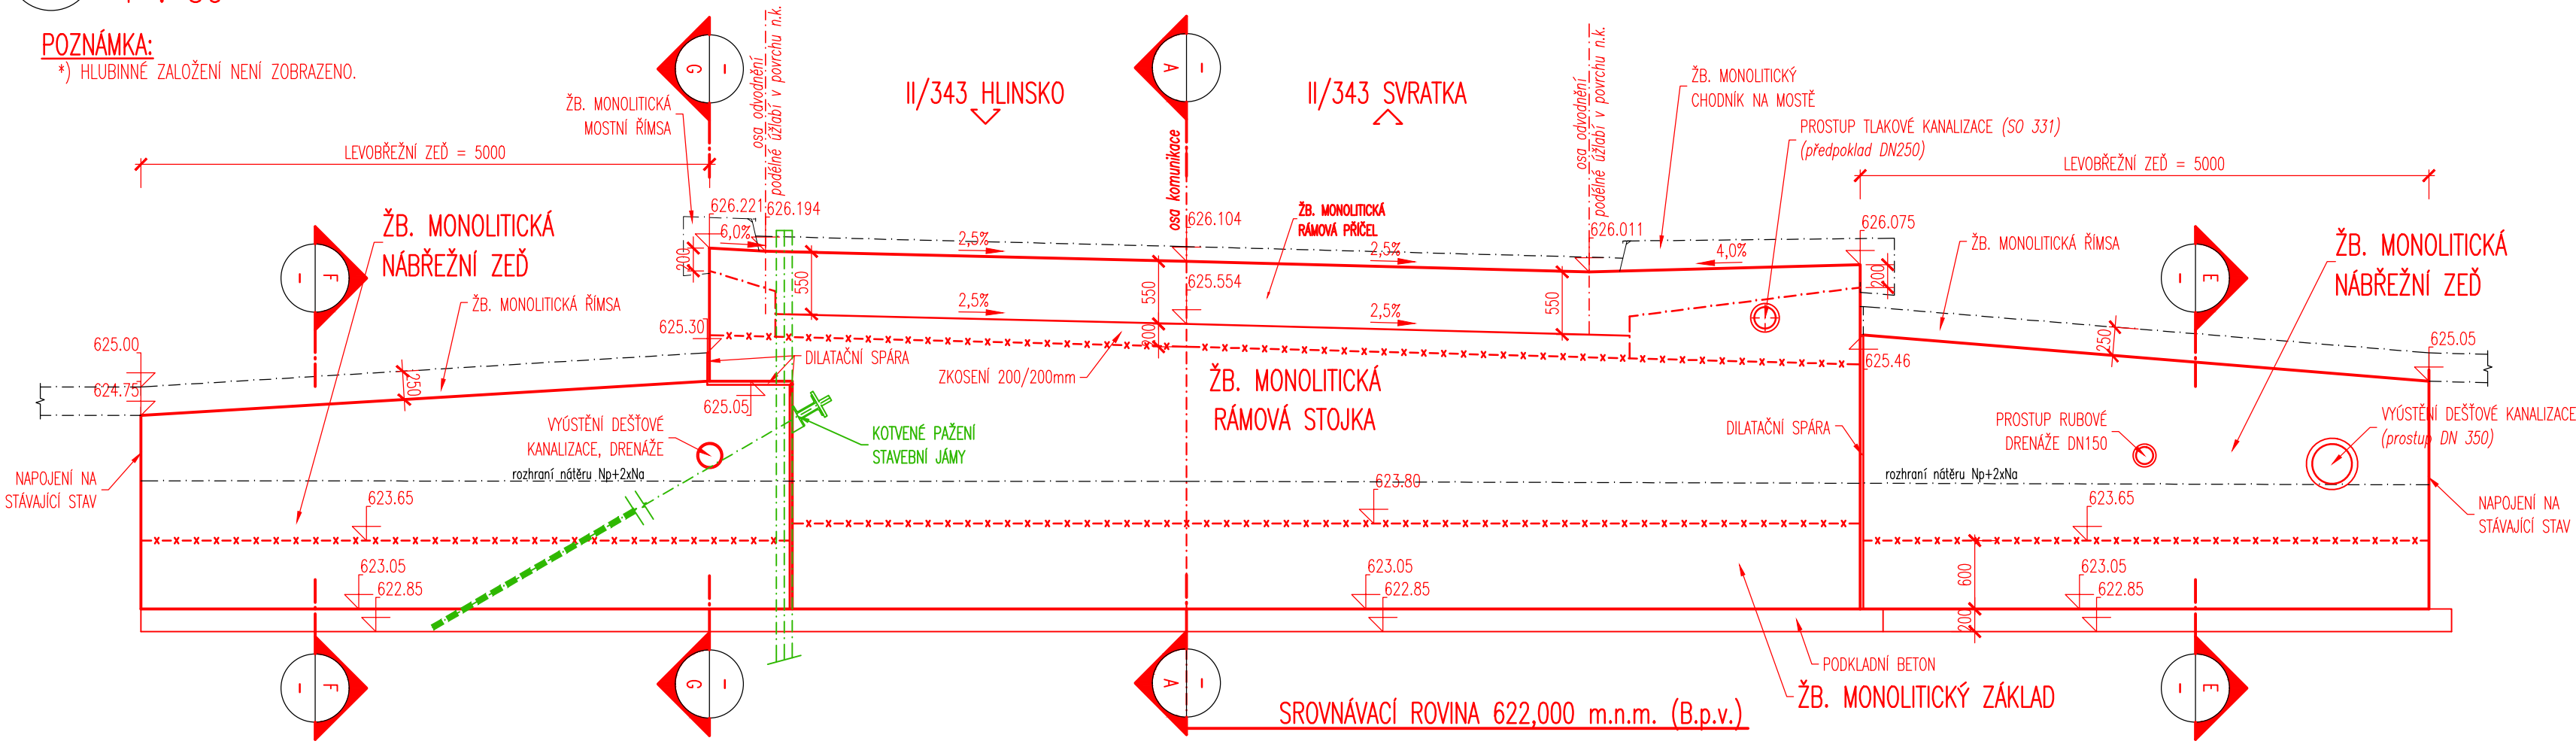 POZNÁMKA:
*) HLUBINNÉ ZALOŽENÍ NENÍ ZOBRAZENO.
G
–
osa odvodnění
podélné úžlabí v povrchu n.k.
II/343 HLINSKO
A
–
osa komunikace
II/343 SVRATKA
osa odvodnění
podélné úžlabí v povrchu n.k.
ŽB. MONOLITICKÝ
CHODNÍK NA MOSTĚ
PROSTUP TLAKOVÉ KANALIZACE (SO 331)
(předpoklad DN250)
ŽB. MONOLITICKÁ
MOSTNÍ ŘÍMSA
LEVOBŘEŽNÍ ZEĎ = 5000
LEVOBŘEŽNÍ ZEĎ = 5000
ŽB. MONOLITICKÁ
NÁBŘEŽNÍ ZEĎ
626.221
626.194
6,0%
200
2,5%
550
626.104
ŽB. MONOLITICKÁ
RÁMOVÁ PŘÍČEL
2,5%
626.011
4,0%
626.075
200
ŽB. MONOLITICKÁ ŘÍMSA
ŽB. MONOLITICKÁ
NÁBŘEŽNÍ ZEĎ
F
–
E
–
ŽB. MONOLITICKÁ ŘÍMSA
2,5%
550
200
625.554
2,5%
550
625.30
625.00
624.75
250
DILATAČNÍ SPÁRA
ZKOSENÍ 200/200mm
ŽB. MONOLITICKÁ
RÁMOVÁ STOJKA
625.46
250
625.05
625.05
VYÚSTĚNÍ DEŠŤOVÉ
KANALIZACE, DRENÁŽE
KOTVENÉ PAŽENÍ
STAVEBNÍ JÁMY
DILATAČNÍ SPÁRA
PROSTUP RUBOVÉ
DRENÁŽE DN150
VYÚSTĚNÍ DEŠŤOVÉ KANALIZACE
(prostup DN 350)
NAPOJENÍ NA
STÁVAJÍCÍ STAV
rozhraní nátěru Np+2xNa
rozhraní nátěru Np+2xNa
623.65
623.80
623.65
NAPOJENÍ NA
STÁVAJÍCÍ STAV
623.05
622.85
623.05
622.85
600
200
623.05
622.85
PODKLADNÍ BETON
ŽB. MONOLITICKÝ ZÁKLAD
F
–
G
–
A
–
E
–
SROVNÁVACÍ ROVINA 622,000 m.n.m. (B.p.v.)